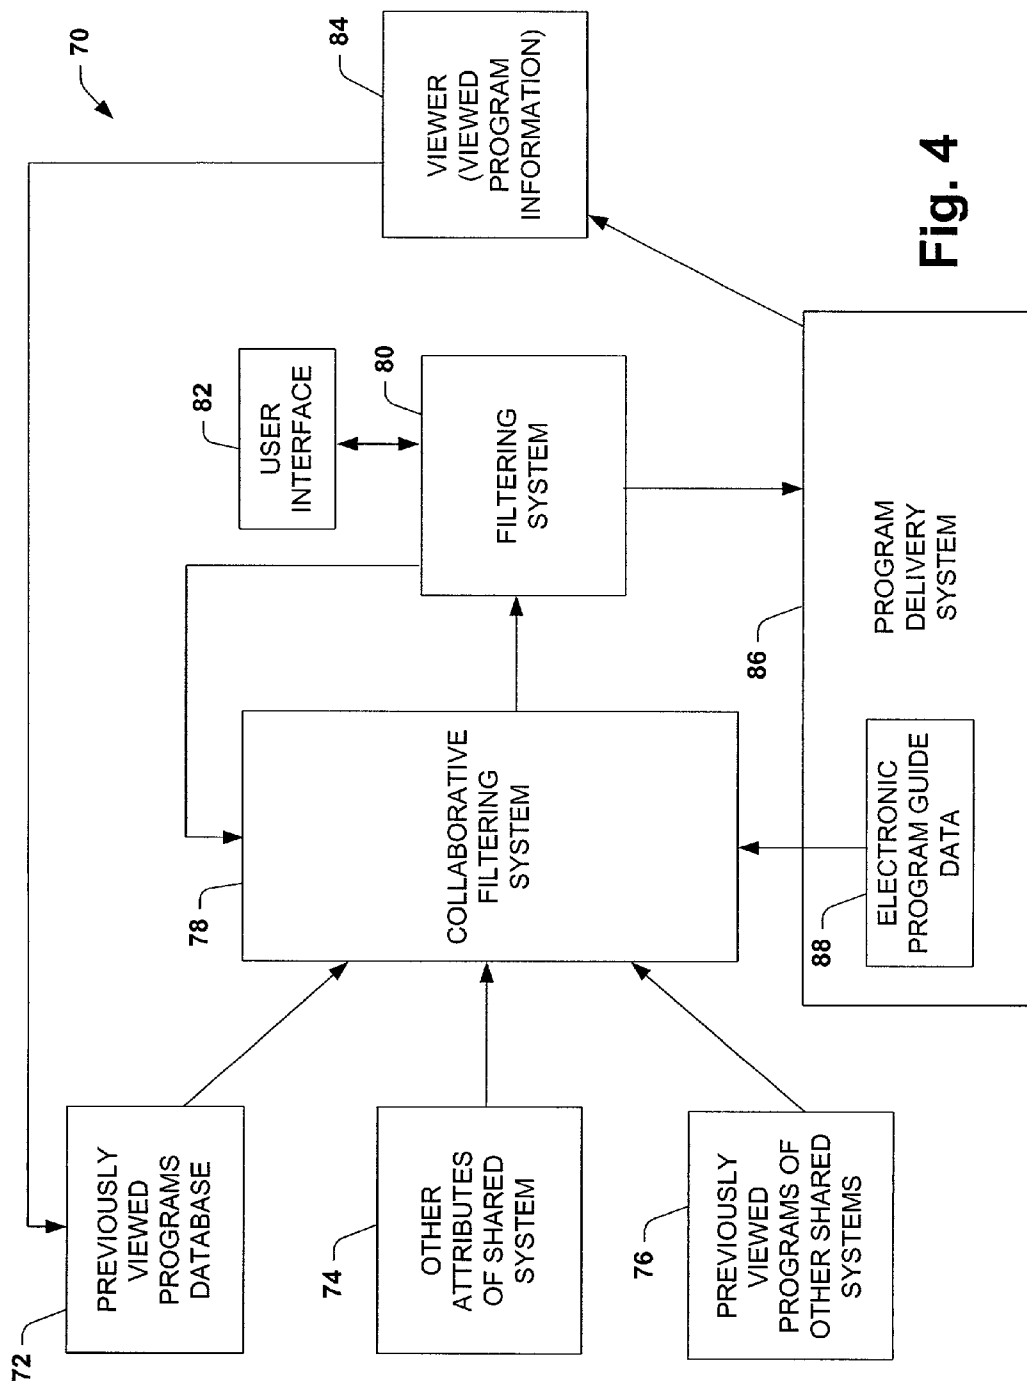 70
72
PREVIOUSLY
VIEWED
PROGRAMS
DATABASE
74
OTHER
ATTRIBUTES
OF SHARED
SYSTEM
76
PREVIOUSLY
VIEWED
PROGRAMS OF
OTHER SHARED
SYSTEMS
78
COLLABORATIVE
FILTERING
SYSTEM
82
USER
INTERFACE
80
FILTERING
SYSTEM
84
VIEWER
(VIEWED
PROGRAM
INFORMATION)
86
PROGRAM
DELIVERY
SYSTEM
88
ELECTRONIC
PROGRAM GUIDE
DATA
Fig. 4